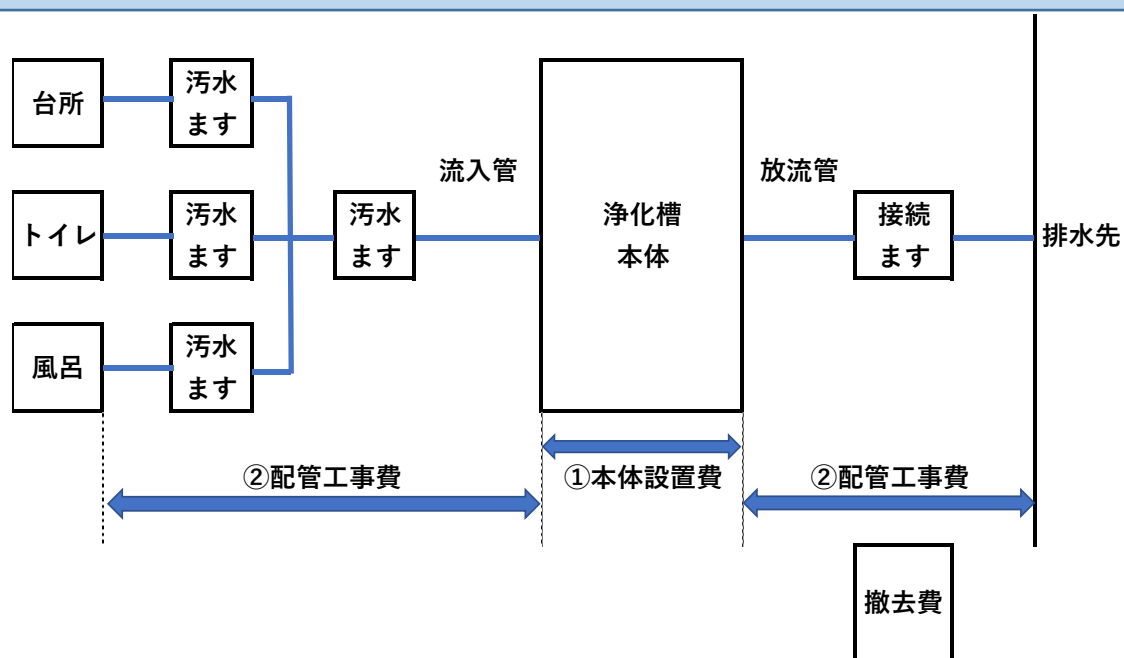 台所
汚水
ます
トイレ
汚水
ます
風呂
汚水
ます
汚水
ます
流入管
浄化槽
本体
放流管
接続
ます
排水先
②配管工事費
①本体設置費
②配管工事費
撤去費